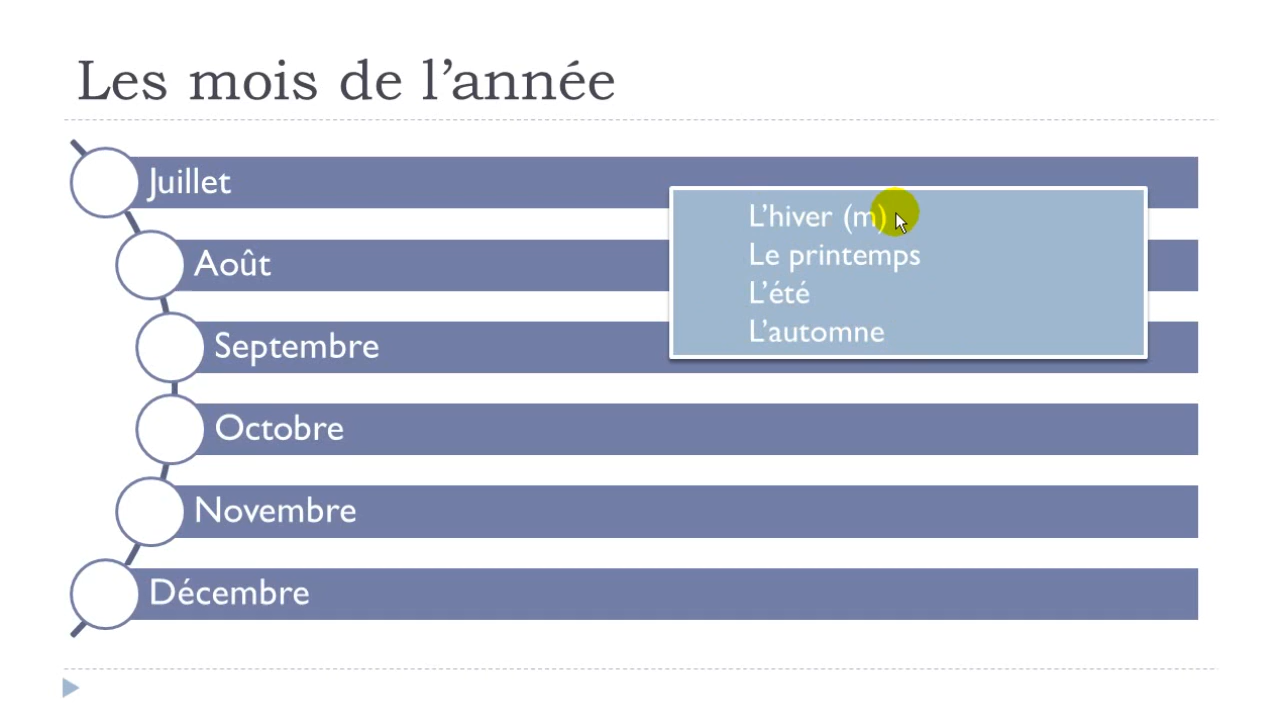 Les mois de l’année
Juillet
Août
Septembre
Octobre
Novembre
Décembre
L’hiver (m)
Le printemps
L’été
L’automne